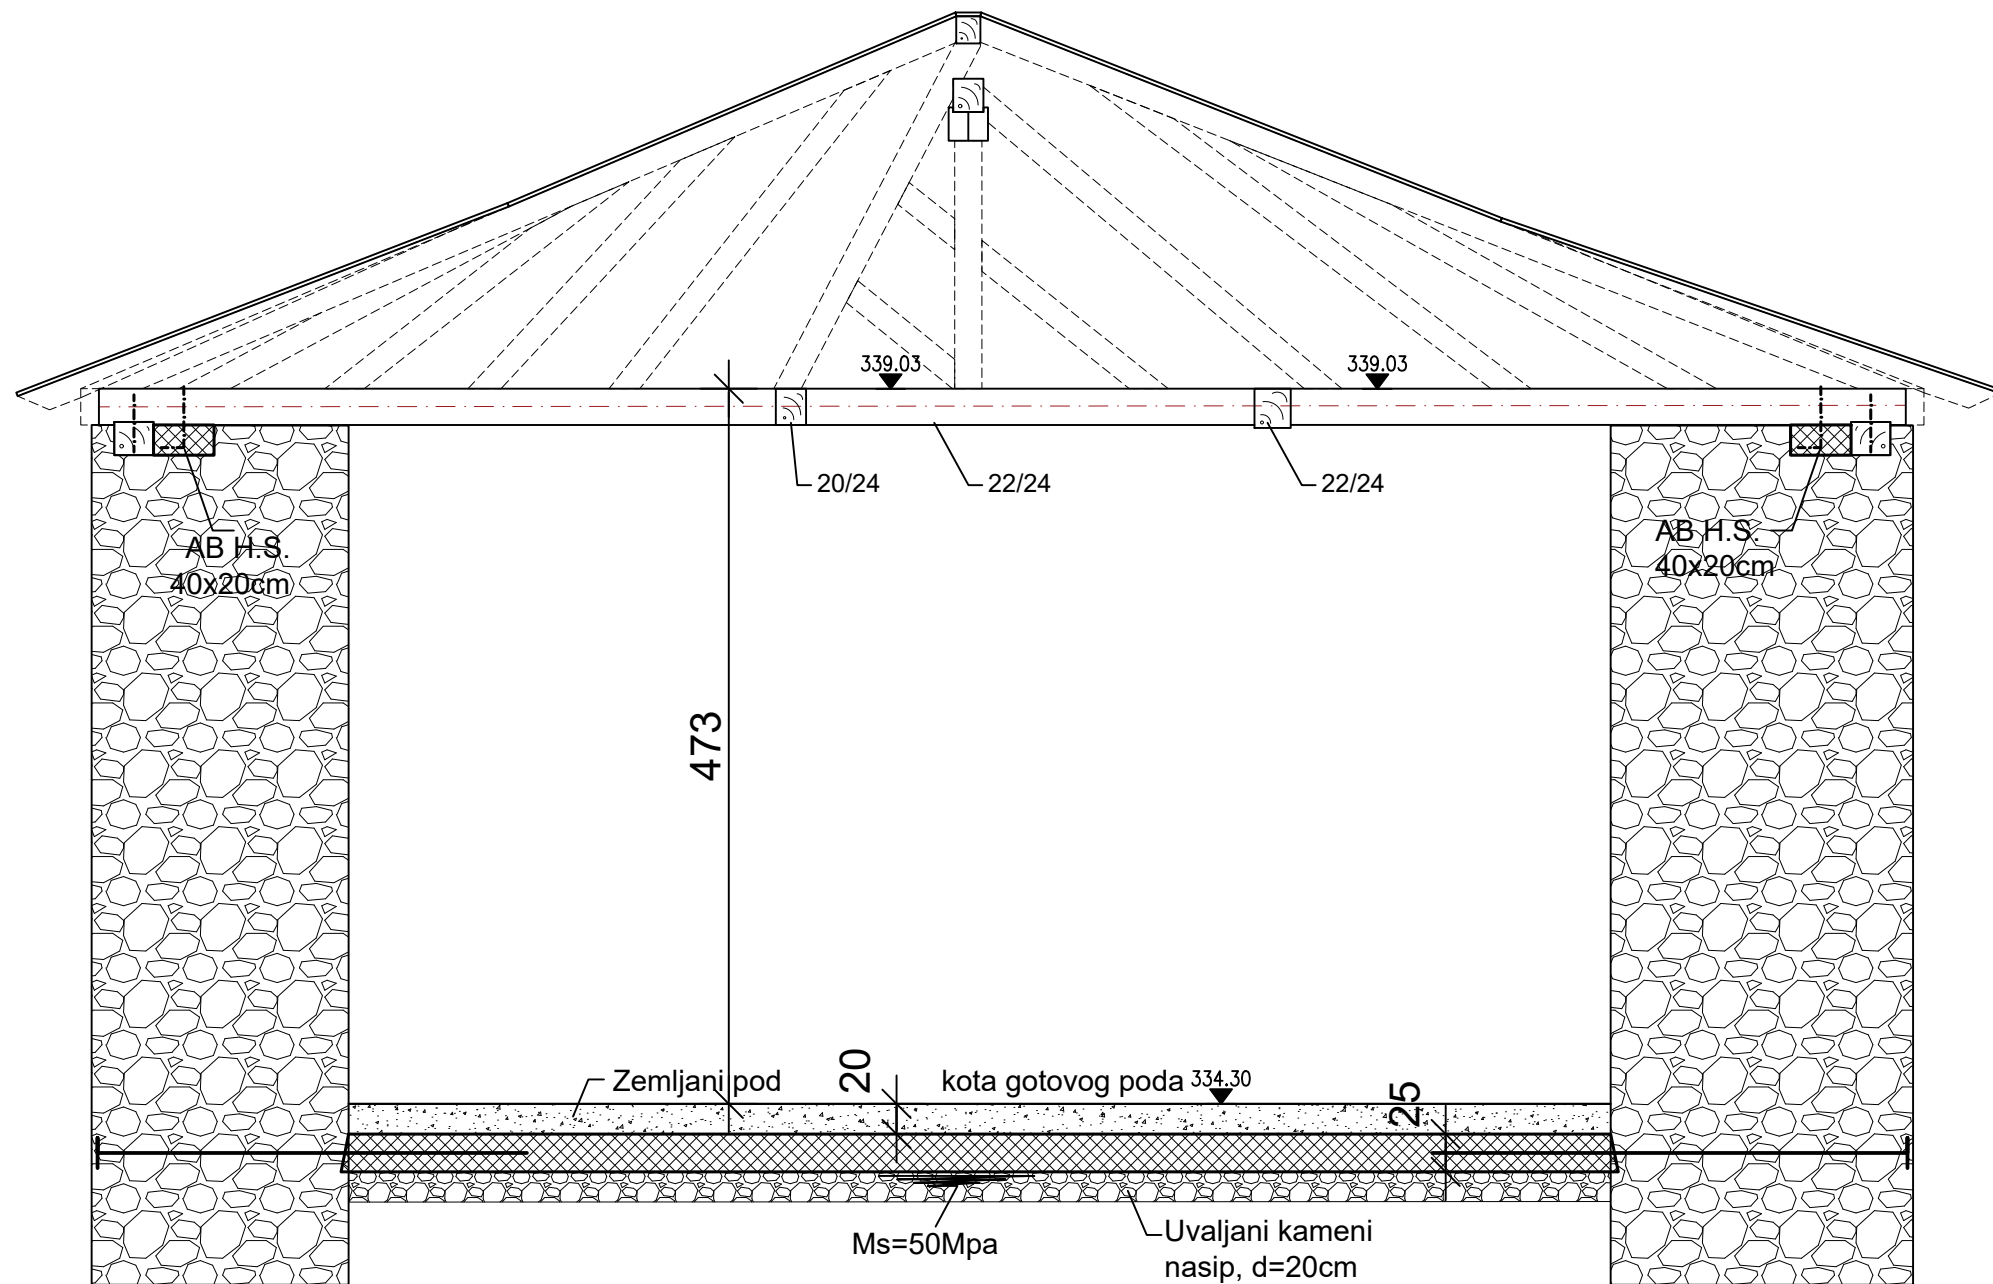 339.03
339.03
20/24
22/24
22/24
AB H.S.
40x20cm
AB H.S.
40x20cm
473
Zemljani pod
20
kota gotovog poda 334.30
25
Ms=50Mpa
Uvaljani kameni
nasip, d=20cm